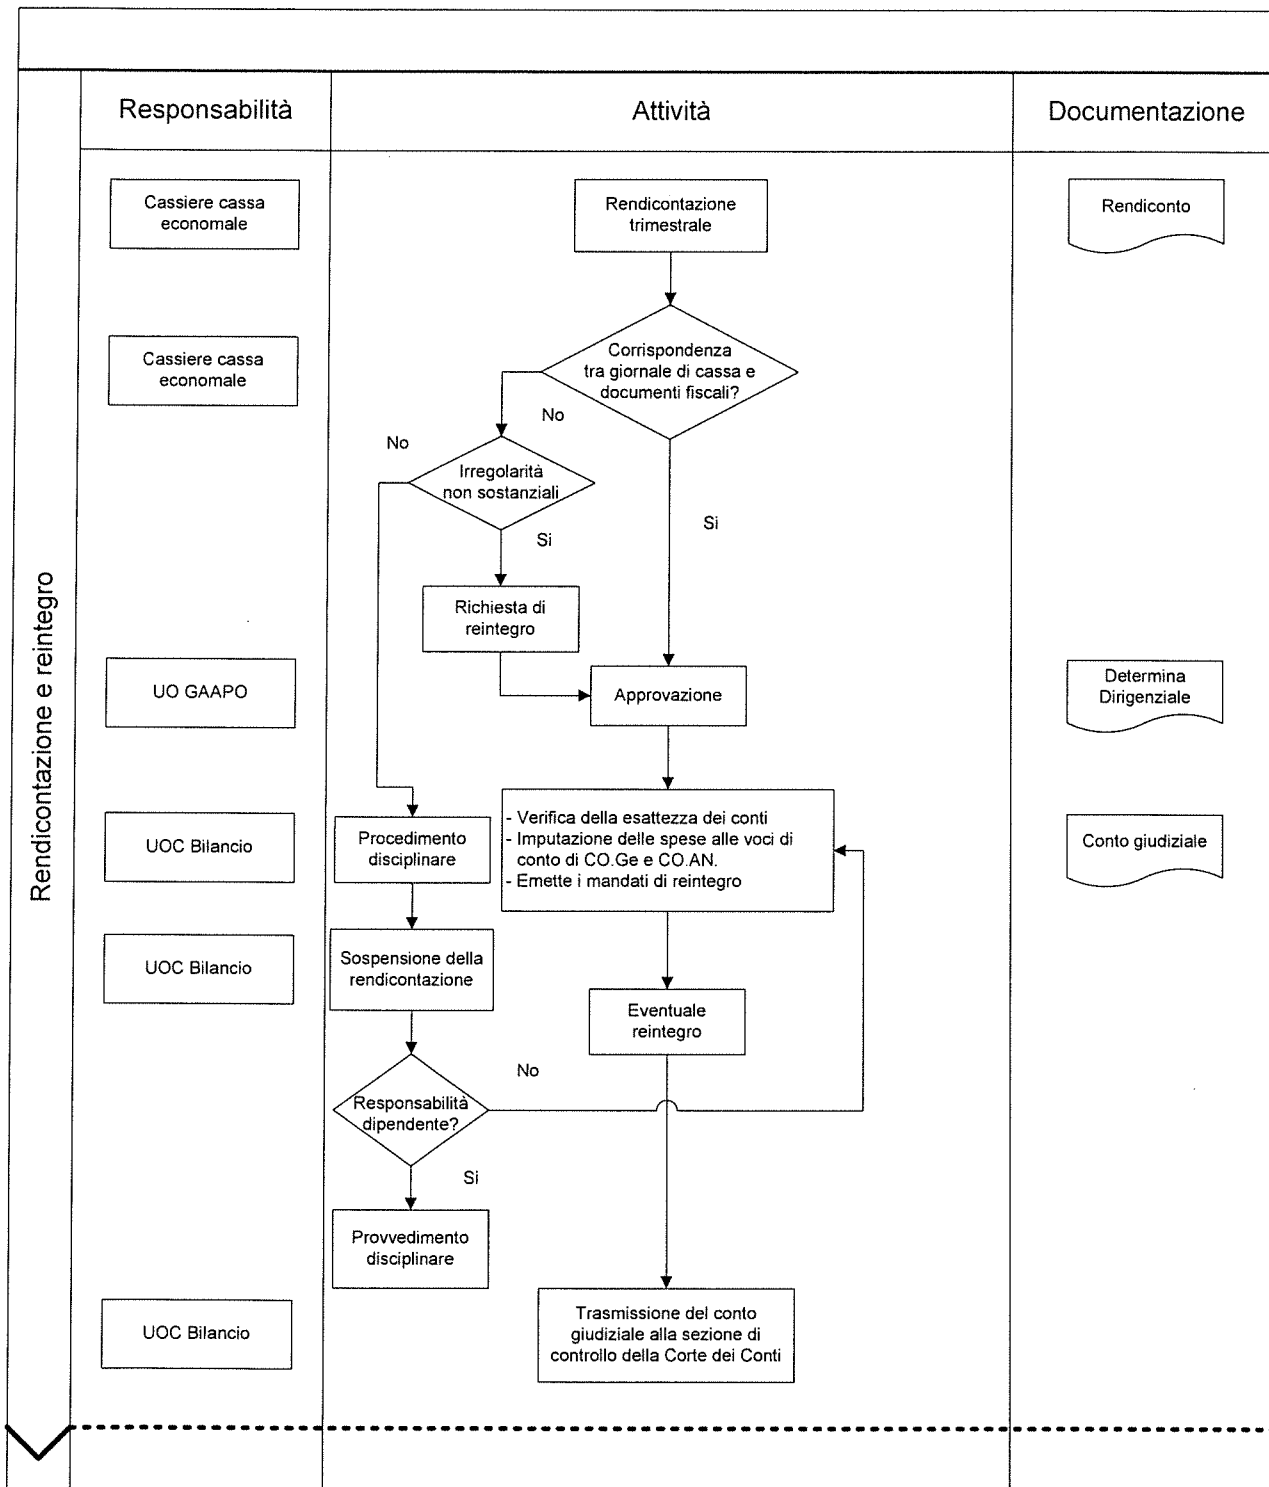 Responsabilità
Attività
Documentazione
Rendicontazione e reintegro
Cassiere cassa
economale
Rendicontazione
trimestrale
Rendiconto
Cassiere cassa
economale
Corrispondenza
tra giornale di cassa e
documenti fiscali?
No
No
Irregolarità
non sostanziali
Si
Si
Richiesta di
reintegro
UO GAAPO
Approvazione
Determina
Dirigenziale
UOC Bilancio
Procedimento
disciplinare
- Verifica della esattezza dei conti
- Imputazione delle spese alle voci di
conto di CO.Ge e CO.AN.
- Emette i mandati di reintegro
Conto giudiziale
UOC Bilancio
Sospensione della
rendicontazione
Eventuale
reintegro
No
Responsabilità
dipendente?
Si
Provvedimento
disciplinare
UOC Bilancio
Trasmissione del conto
giudiziale alla sezione di
controllo della Corte dei Conti